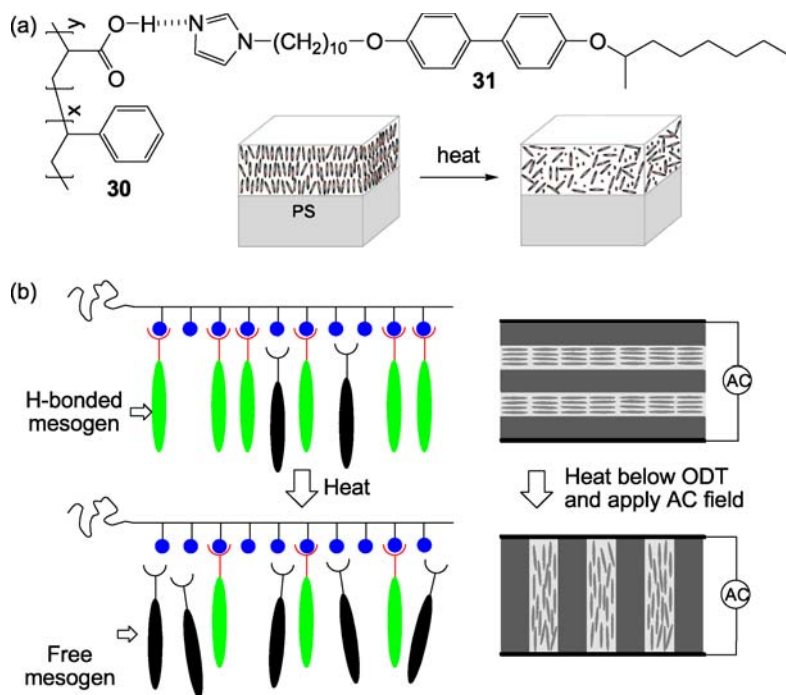 (a)
y
O
H
N
N
(CH2)10
O
O
O
31
x
30
heat
PS
(b)
H-bonded
mesogen
Heat
Free
mesogen
AC
Heat below ODT
and apply AC field
AC